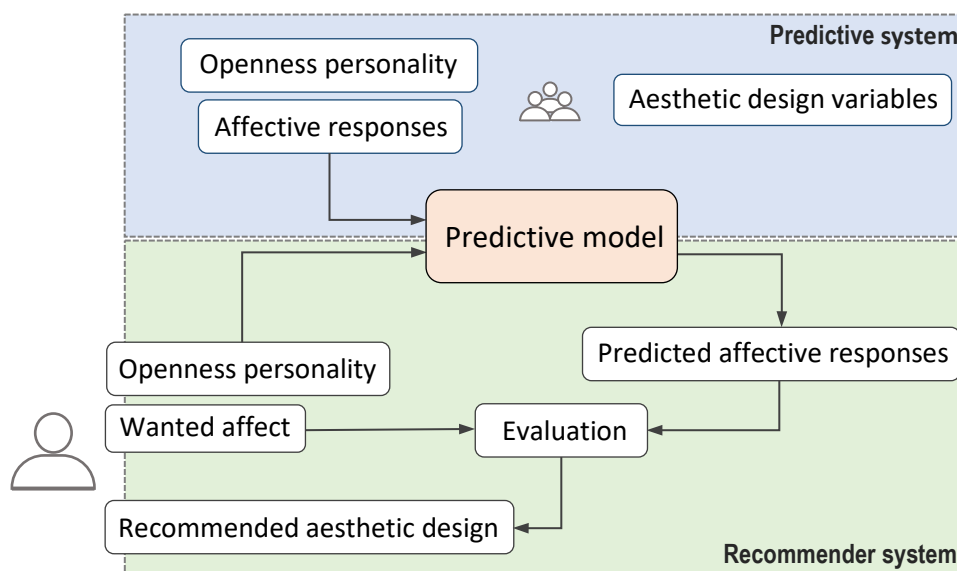 Predictive system
Openness personality
Affective responses
Aesthetic design variables
Predictive model
Openness personality
Predicted affective responses
Wanted affect
Evaluation
Recommended aesthetic design
Recommender system